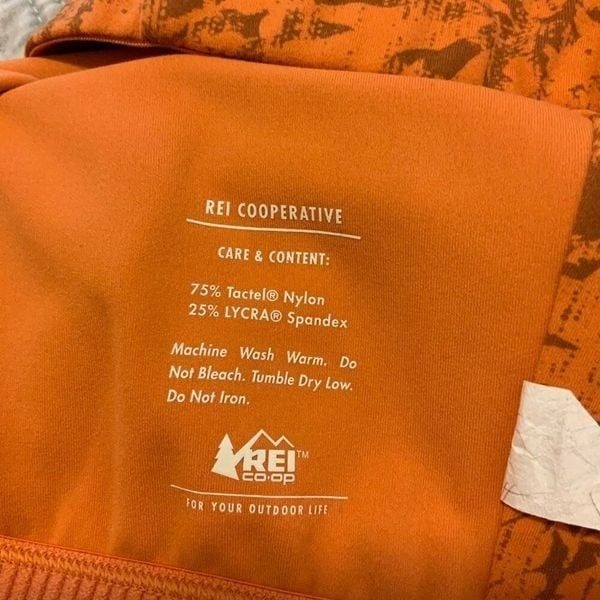 REI COOPERATIVE
CARE & CONTENT:
75% Tactel® Nylon
25% LYCRA® Spandex
Machine Wash Warm. Do
Not Bleach. Tumble Dry Low.
Do Not Iron.
REI™
CO·OP
FOR YOUR OUTDOOR LIFE